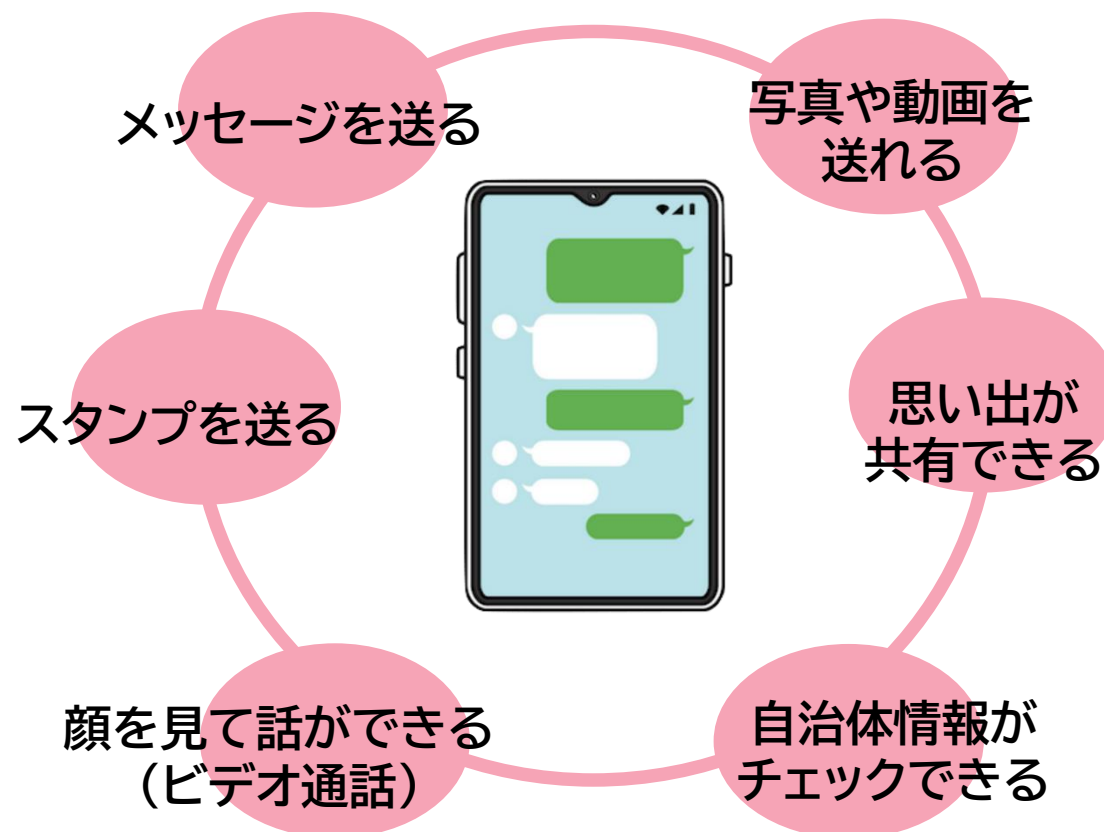 メッセージを送る
写真や動画を
送れる
スタンプを送る
思い出が
共有できる
顔を見て話ができる
（ビデオ通話）
自治体情報が
チェックできる